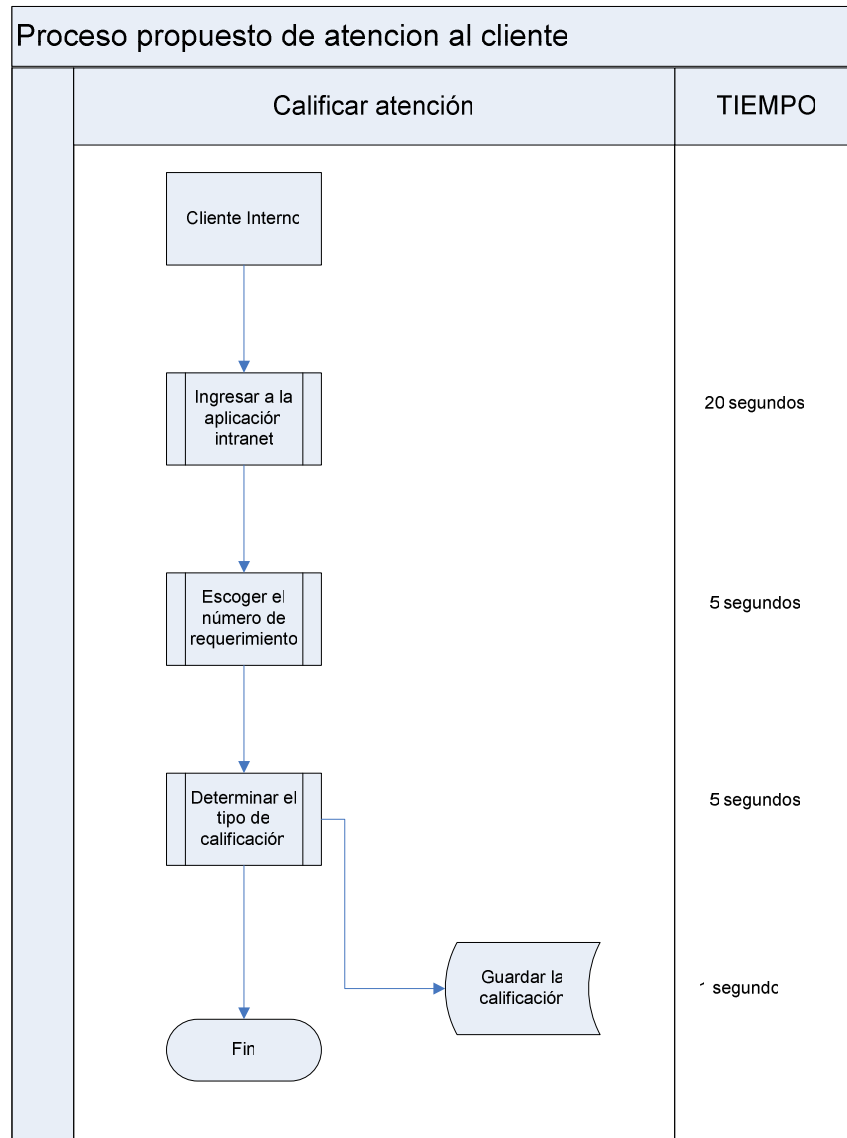 Proceso propuesto de atencion al cliente
Calificar atención
TIEMPO
Cliente Interno
Ingresar a la
aplicación
intranet
20 segundos
Escoger el
número de
requerimiento
5 segundos
Determinar el
tipo de
calificación
5 segundos
Guardar la
calificación
1 segundo
Fin